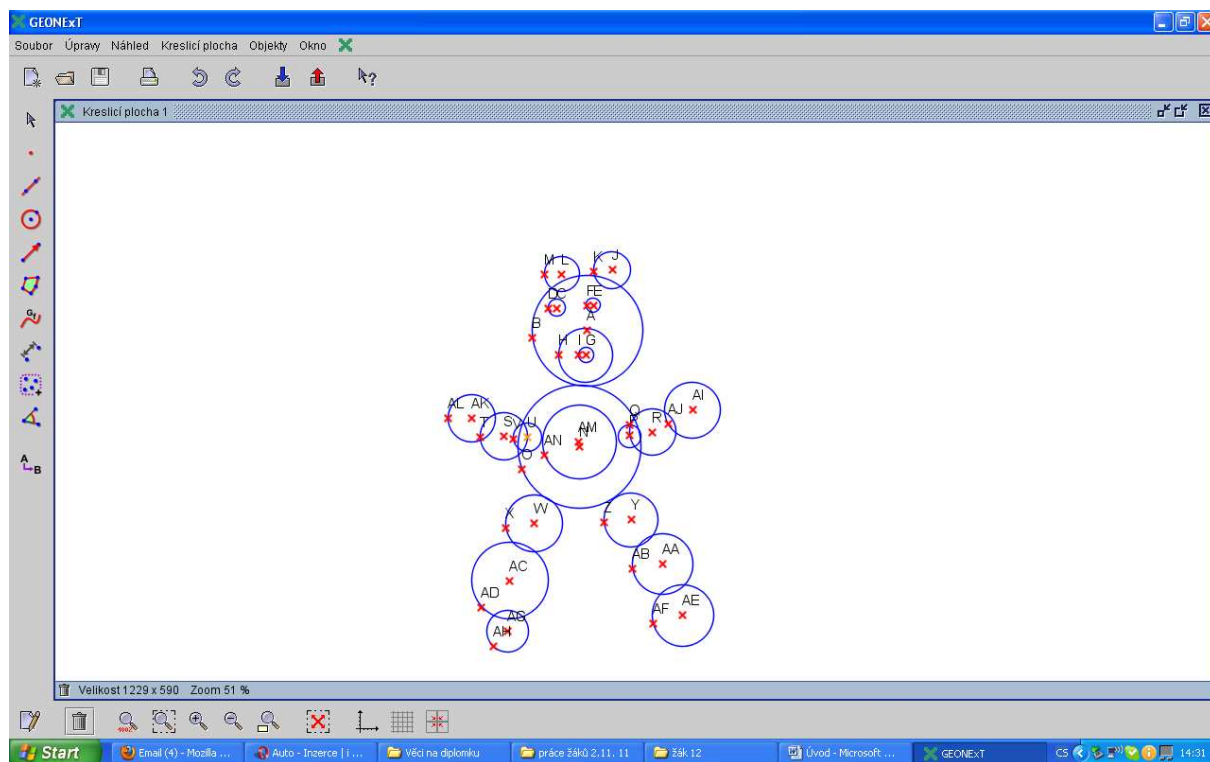 GEONExT
Soubor Úpravy Náhled Kreslicí plocha Objekty Okno
Kreslicí plocha 1
M L K J
D C F E
A
B
H I G
AL AK AI
T S V U Q AJ
P R
AM
AN N
O
X W Z Y
AB AA
AC
AD AE
AF
AG
AH
A
B
Velikost 1229 x 590 Zoom 51 %
Start Email (4) - Mozilla ... Auto - Inzerce | i ... Věci na diplomku práce žáků 2.11. 11 žák 12 Úvod - Microsoft ... GEONExT CS 14:31